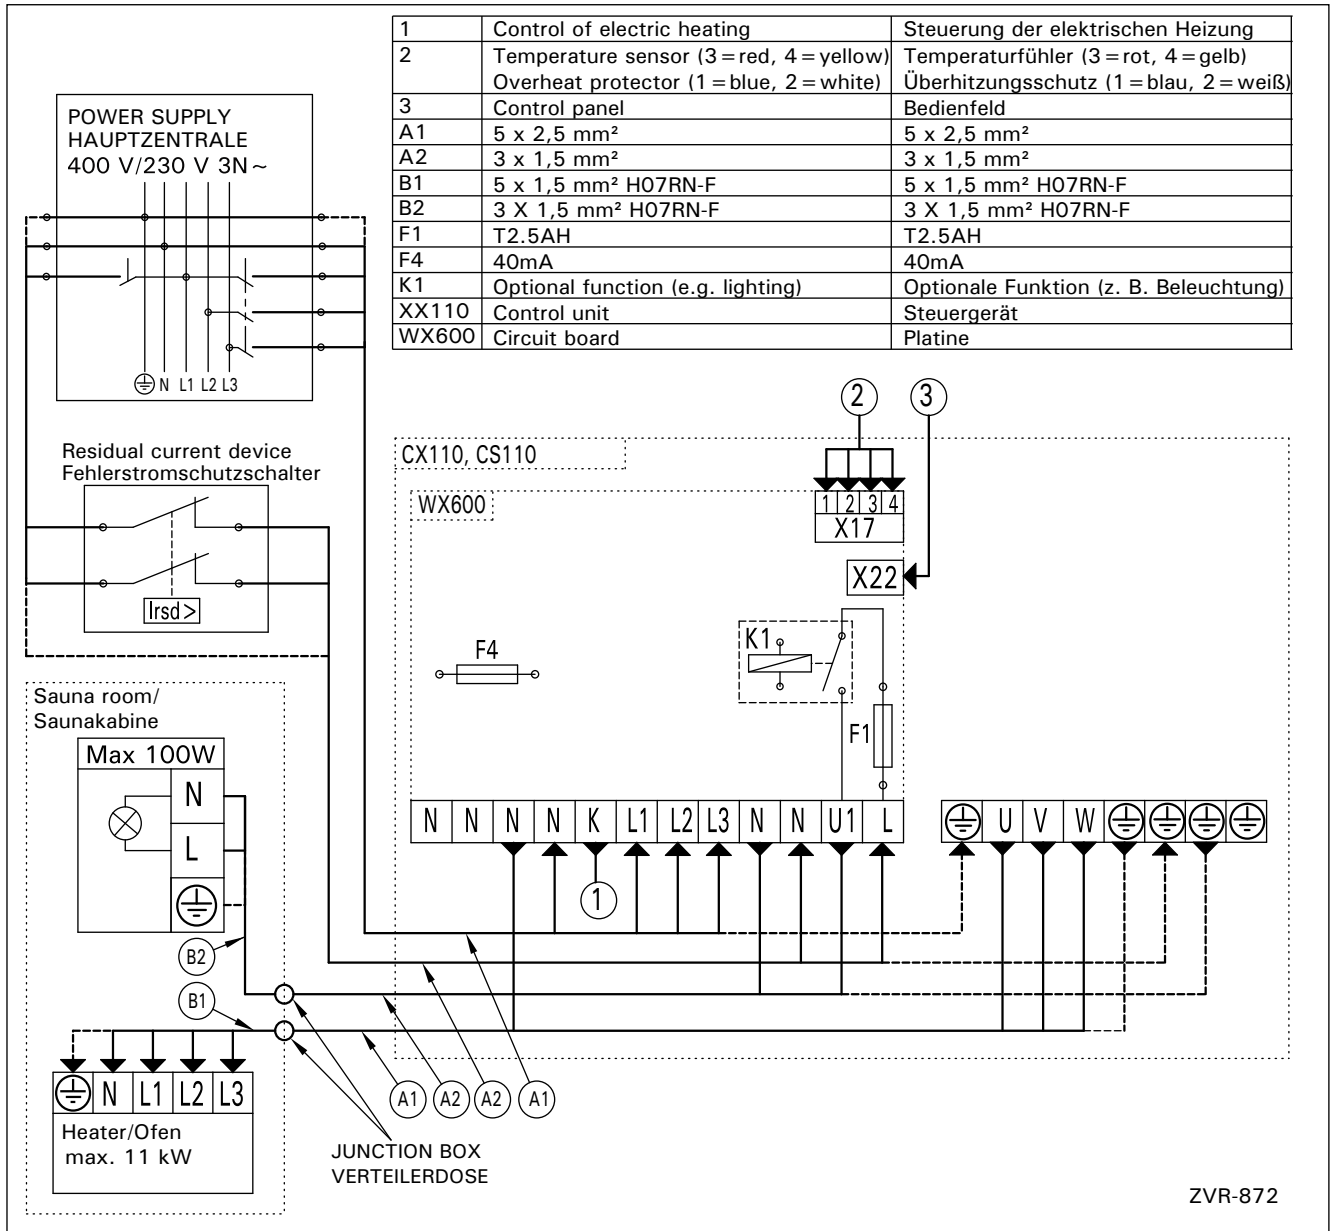 1 Control of electric heating Steuerung der elektrischen Heizung
2 Temperature sensor (3=red, 4=yellow) Temperaturfühler (3=rot, 4=gelb)
Overheat protector (1=blue, 2=white) Überhitzungsschutz (1=blau, 2=weiß)
3 Control panel Bedienfeld
A1 5 x 2,5 mm² 5 x 2,5 mm²
A2 3 x 1,5 mm² 3 x 1,5 mm²
B1 5 x 1,5 mm² H07RN-F 5 x 1,5 mm² H07RN-F
B2 3 X 1,5 mm² H07RN-F 3 X 1,5 mm² H07RN-F
F1 T2.5AH T2.5AH
F4 40mA 40mA
K1 Optional function (e.g. lighting) Optionale Funktion (z. B. Beleuchtung)
XX110 Control unit Steuergerät
WX600 Circuit board Platine
POWER SUPPLY
HAUPTZENTRALE
400 V/230 V 3N~
N L1 L2 L3
Residual current device
Fehlerstromschutzschalter
Irsd>
2 3
CX110, CS110
WX600
1 2 3 4
X17
X22
K1
F4
F1
Sauna room/
Saunakabine
Max 100W
N
L
N N N N K L1 L2 L3 N N U1 L
U V W
1
B2
B1
N L1 L2 L3
Heater/Ofen
max. 11 kW
A1 A2 A2 A1
JUNCTION BOX
VERTEILERDOSE
ZVR-872